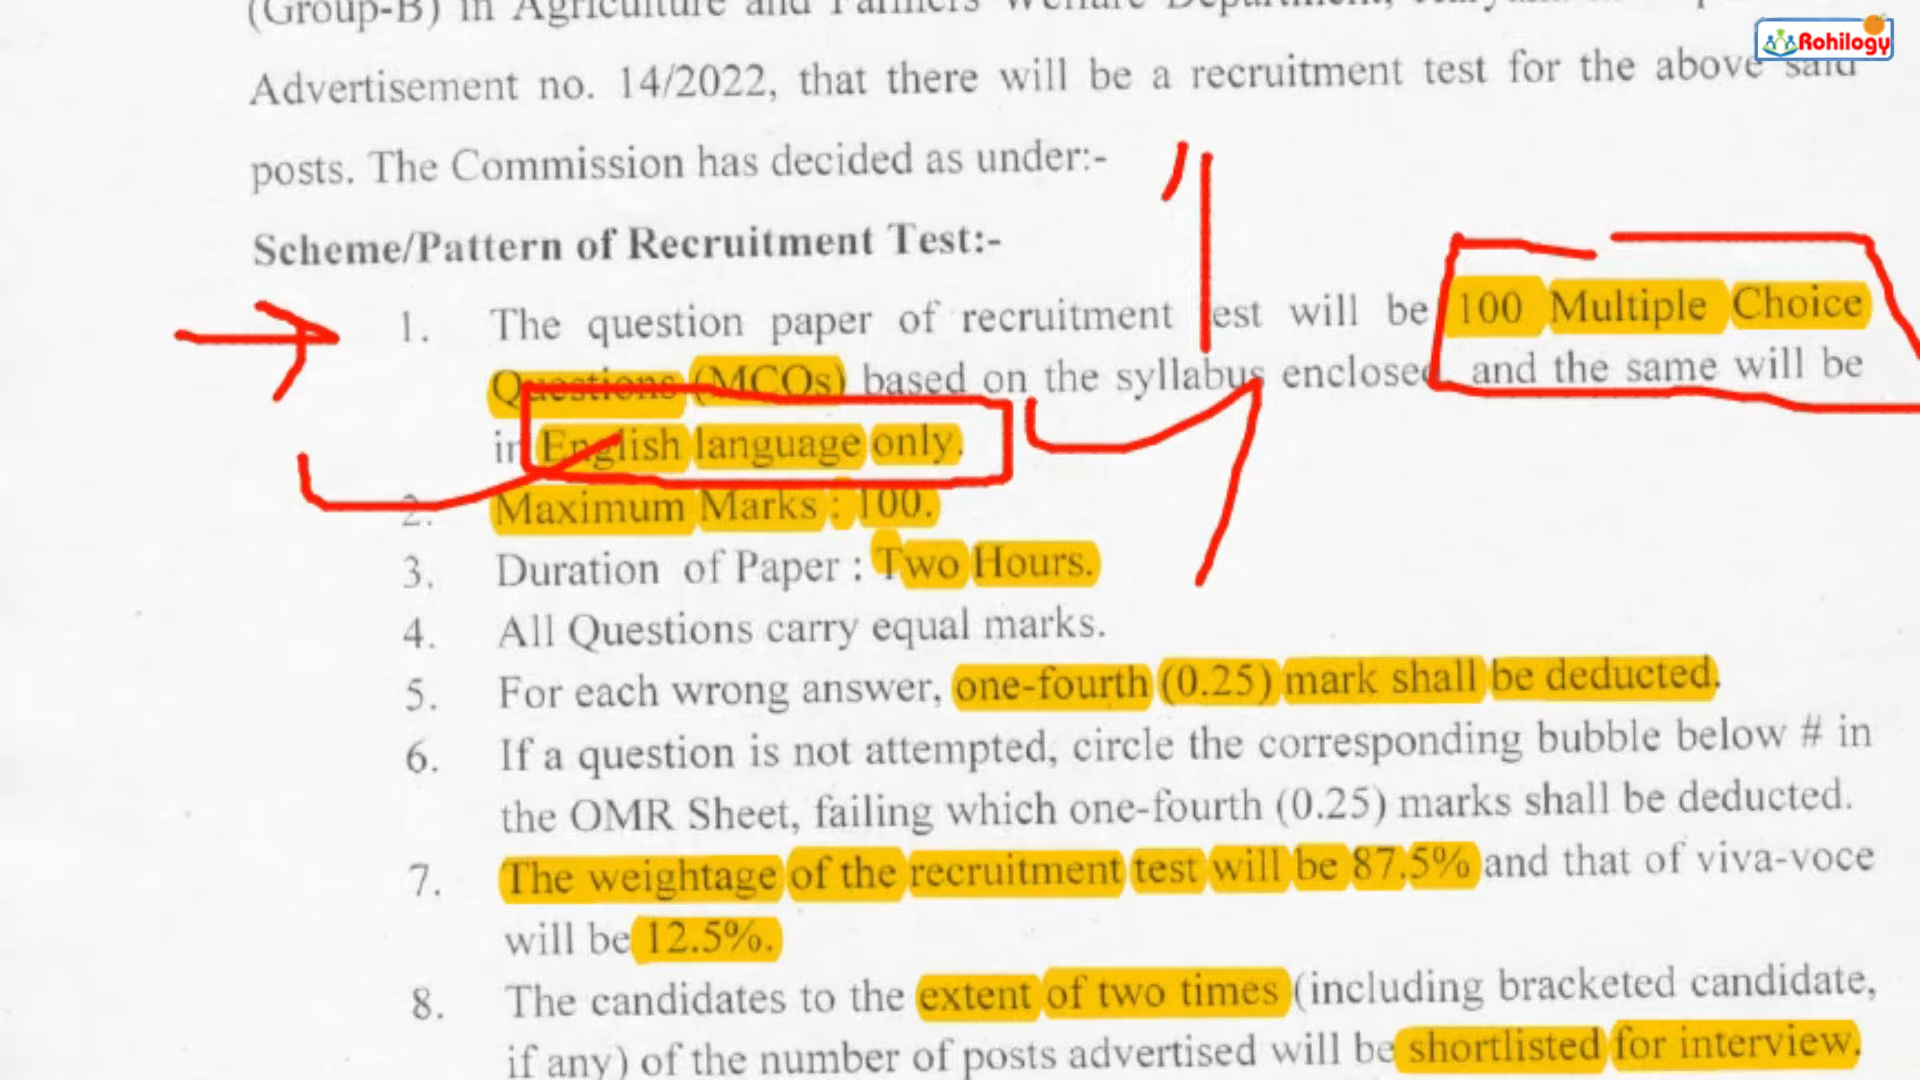 (Group-B) in Agriculture and Farmers Welfare Department,
Rohilogy
Advertisement no. 14/2022, that there will be a recruitment test for the above said
posts. The Commission has decided as under:-
Scheme/Pattern of Recruitment Test:-
1. The question paper of recruitment test will be 100 Multiple Choice
Questions (MCQs) based on the syllabus enclosed and the same will be
in English language only.
2. Maximum Marks : 100.
3. Duration of Paper : Two Hours.
4. All Questions carry equal marks.
5. For each wrong answer, one-fourth (0.25) mark shall be deducted.
6. If a question is not attempted, circle the corresponding bubble below # in
the OMR Sheet, failing which one-fourth (0.25) marks shall be deducted.
7. The weightage of the recruitment test will be 87.5% and that of viva-voce
will be 12.5%.
8. The candidates to the extent of two times (including bracketed candidate,
if any) of the number of posts advertised will be shortlisted for interview.